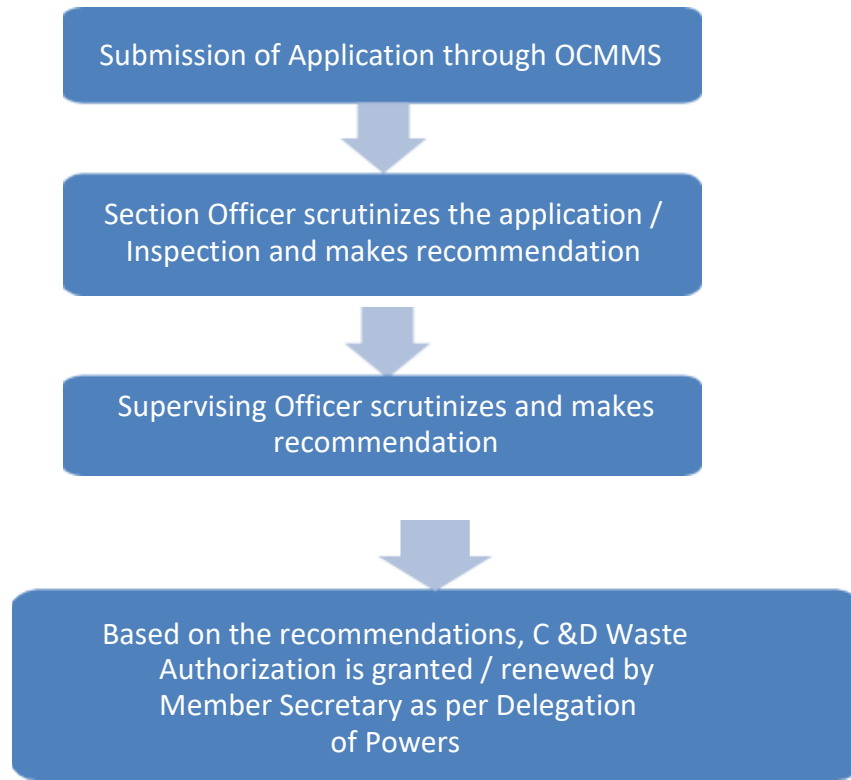 Submission of Application through OCMMS
Section Officer scrutinizes the application /
Inspection and makes recommendation
Supervising Officer scrutinizes and makes
recommendation
Based on the recommendations, C &D Waste
Authorization is granted / renewed by
Member Secretary as per Delegation
of Powers